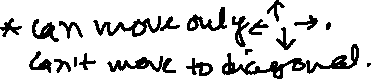 * can move only ← ↑ ↓ →.
can't move to diagonal.